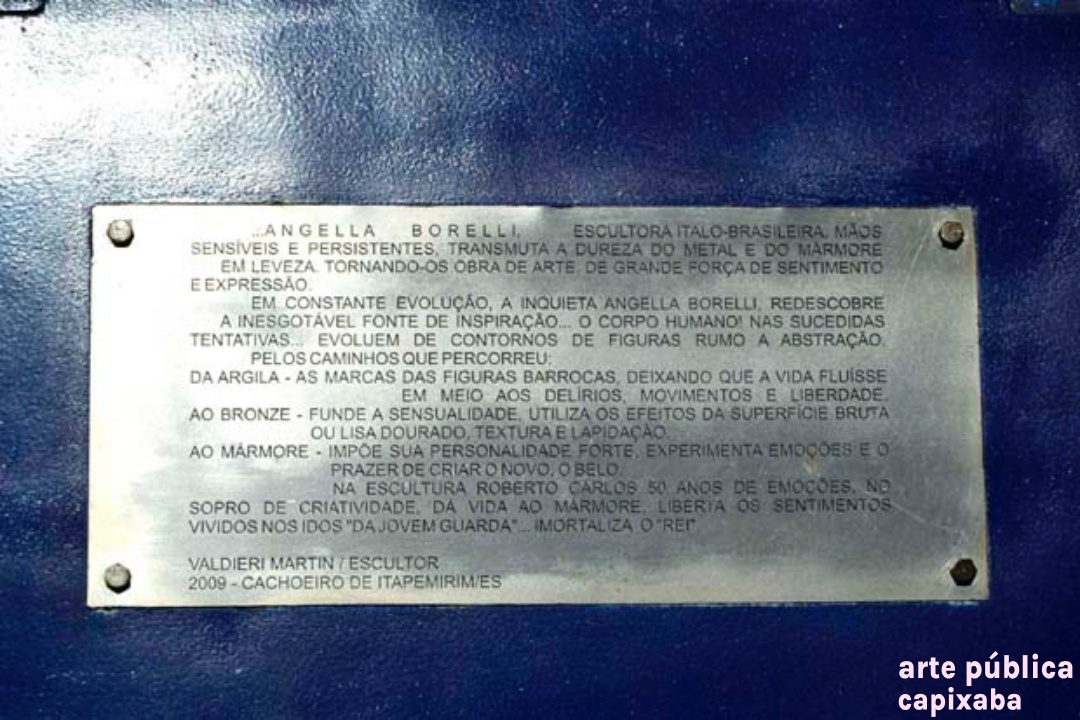 ...ANGELLA BORELLI, ESCULTORA ITALO-BRASILEIRA, MÃOS
SENSÍVEIS E PERSISTENTES, TRANSMUTA A DUREZA DO METAL E DO MÁRMORE
EM LEVEZA. TORNANDO-OS OBRA DE ARTE, DE GRANDE FORÇA DE SENTIMENTO
E EXPRESSÃO.
EM CONSTANTE EVOLUÇÃO, A INQUIETA ANGELLA BORELLI, REDESCOBRE
A INESGOTÁVEL FONTE DE INSPIRAÇÃO... O CORPO HUMANO! NAS SUCEDIDAS
TENTATIVAS... EVOLUEM DE CONTORNOS DE FIGURAS RUMO A ABSTRAÇÃO.
PELOS CAMINHOS QUE PERCORREU:
DA ARGILA - AS MARCAS DAS FIGURAS BARROCAS, DEIXANDO QUE A VIDA FLUÍSSE
EM MEIO AOS DELÍRIOS, MOVIMENTOS E LIBERDADE.
AO BRONZE - FUNDE A SENSUALIDADE, UTILIZA OS EFEITOS DA SUPERFÍCIE BRUTA
OU LISA DOURADO, TEXTURA E LAPIDAÇÃO.
AO MÁRMORE - IMPÕE SUA PERSONALIDADE FORTE, EXPERIMENTA EMOÇÕES E O
PRAZER DE CRIAR O NOVO, O BELO.
NA ESCULTURA ROBERTO CARLOS 50 ANOS DE EMOÇÕES, NO
SOPRO DE CRIATIVIDADE, DÁ VIDA AO MÁRMORE, LIBERTA OS SENTIMENTOS
VIVIDOS NOS IDOS "DA JOVEM GUARDA"... IMORTALIZA O "REI"
VALDIERI MARTIN / ESCULTOR
2009 - CACHOEIRO DE ITAPEMIRIM/ES
arte pública
capixaba